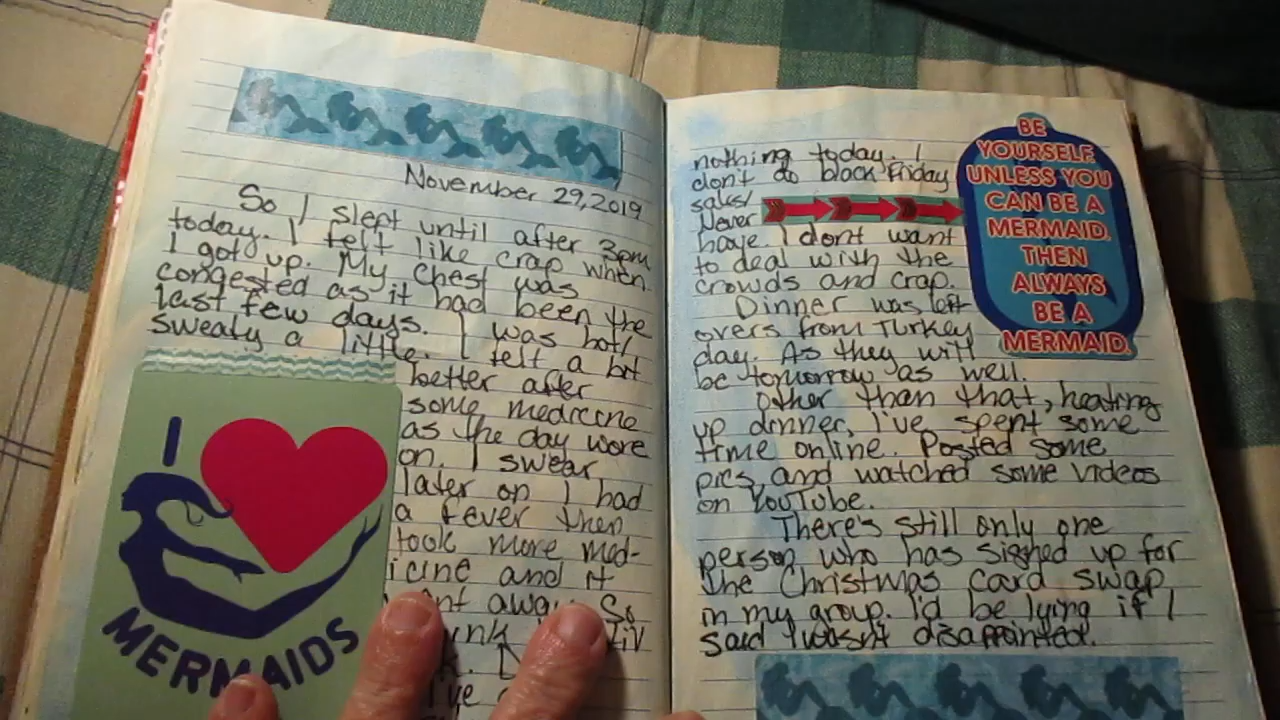 November 29, 2019
So I slept until after 3pm
today. I felt like crap when
I got up. My chest was
congested as it had been the
last few days. I was hot/
sweaty a little. I felt a bit
better after
some medicine
as the day wore
on. I swear
later on I had
a fever then
took more med-
icine and it
So
I've
I
MERMAIDS
nothing today. I
don't do black Friday
sales!
Never
have. I dont want
to deal with the
crowds and crap.
Dinner was left
overs from Turkey
day. As they will
be tomorrow as well.
Other than that, heating
up dinner, I've spent some
time online. Posted some
pics, and watched some videos
on YouTube.
There's still only one
person who has signed up for
the Christmas card swap
in my group. I'd be lying if I
said I wasn't disappointed.
BE
YOURSELF
UNLESS YOU
CAN BE A
MERMAID,
THEN
ALWAYS
BE A
MERMAID.